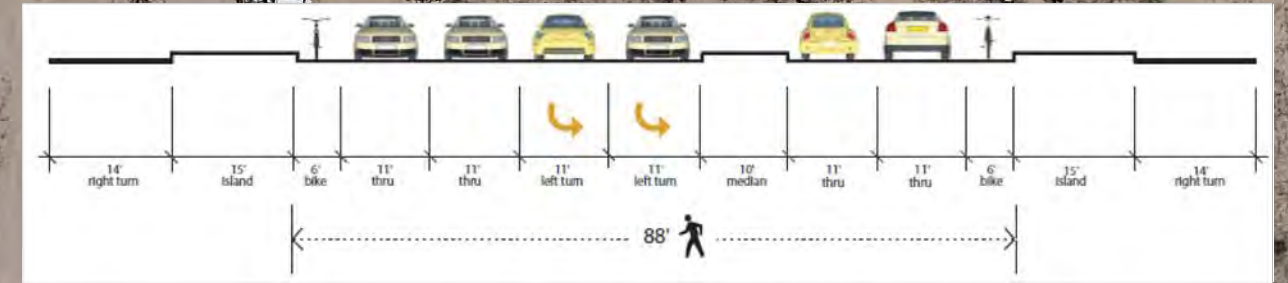 14'
right turn
15'
Island
6'
bike
11'
thru
11'
thru
11'
left turn
11'
left turn
10'
median
11'
thru
11'
thru
6'
bike
15'
Island
14'
right turn
88'